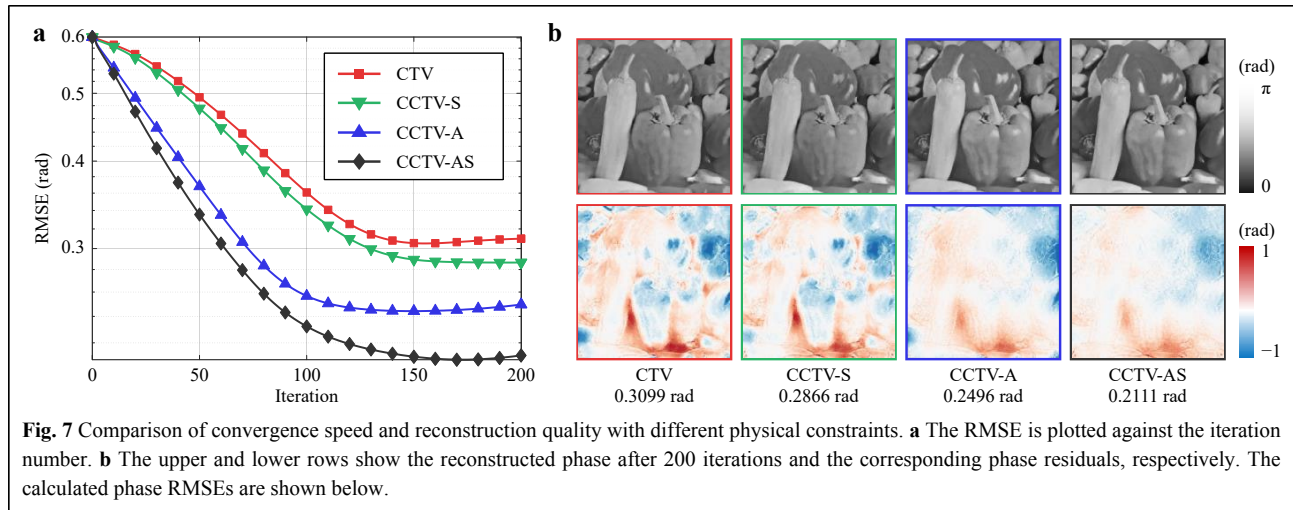 a
0.6
0.5
0.4
0.3
RMSE (rad)
CTV
CCTV-S
CCTV-A
CCTV-AS
0 50 100 150 200
Iteration
b
(rad)
π
0
(rad)
1
−1
CTV CCTV-S CCTV-A CCTV-AS
0.3099 rad 0.2866 rad 0.2496 rad 0.2111 rad
Fig. 7 Comparison of convergence speed and reconstruction quality with different physical constraints. a The RMSE is plotted against the iteration
number. b The upper and lower rows show the reconstructed phase after 200 iterations and the corresponding phase residuals, respectively. The
calculated phase RMSEs are shown below.